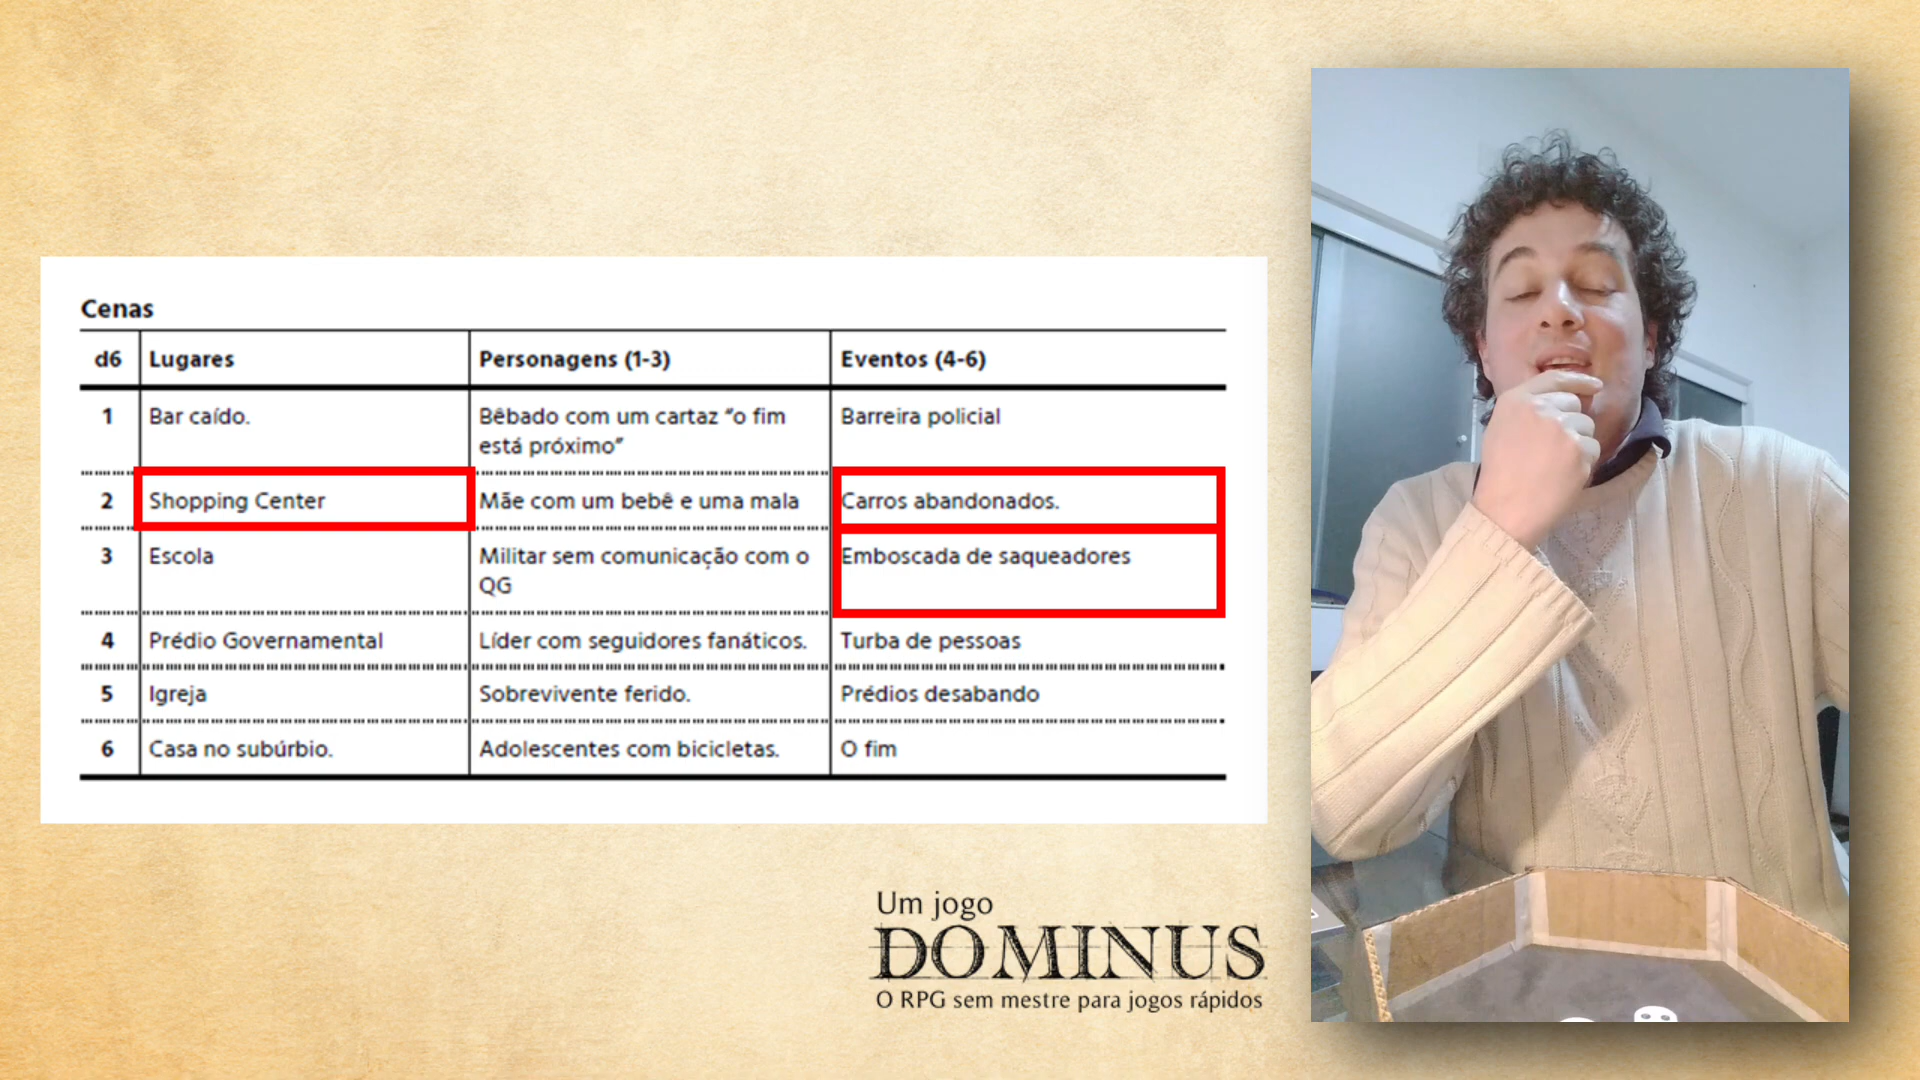 Cenas
d6 Lugares Personagens (1-3) Eventos (4-6)
1 Bar caído. Bêbado com um cartaz “o fim está próximo” Barreira policial
2 Shopping Center Mãe com um bebê e uma mala Carros abandonados.
3 Escola Militar sem comunicação com o QG Emboscada de saqueadores
4 Prédio Governamental Líder com seguidores fanáticos. Turba de pessoas
5 Igreja Sobrevivente ferido. Prédios desabando
6 Casa no subúrbio. Adolescentes com bicicletas. O fim
Um jogo
DOMINUS
O RPG sem mestre para jogos rápidos